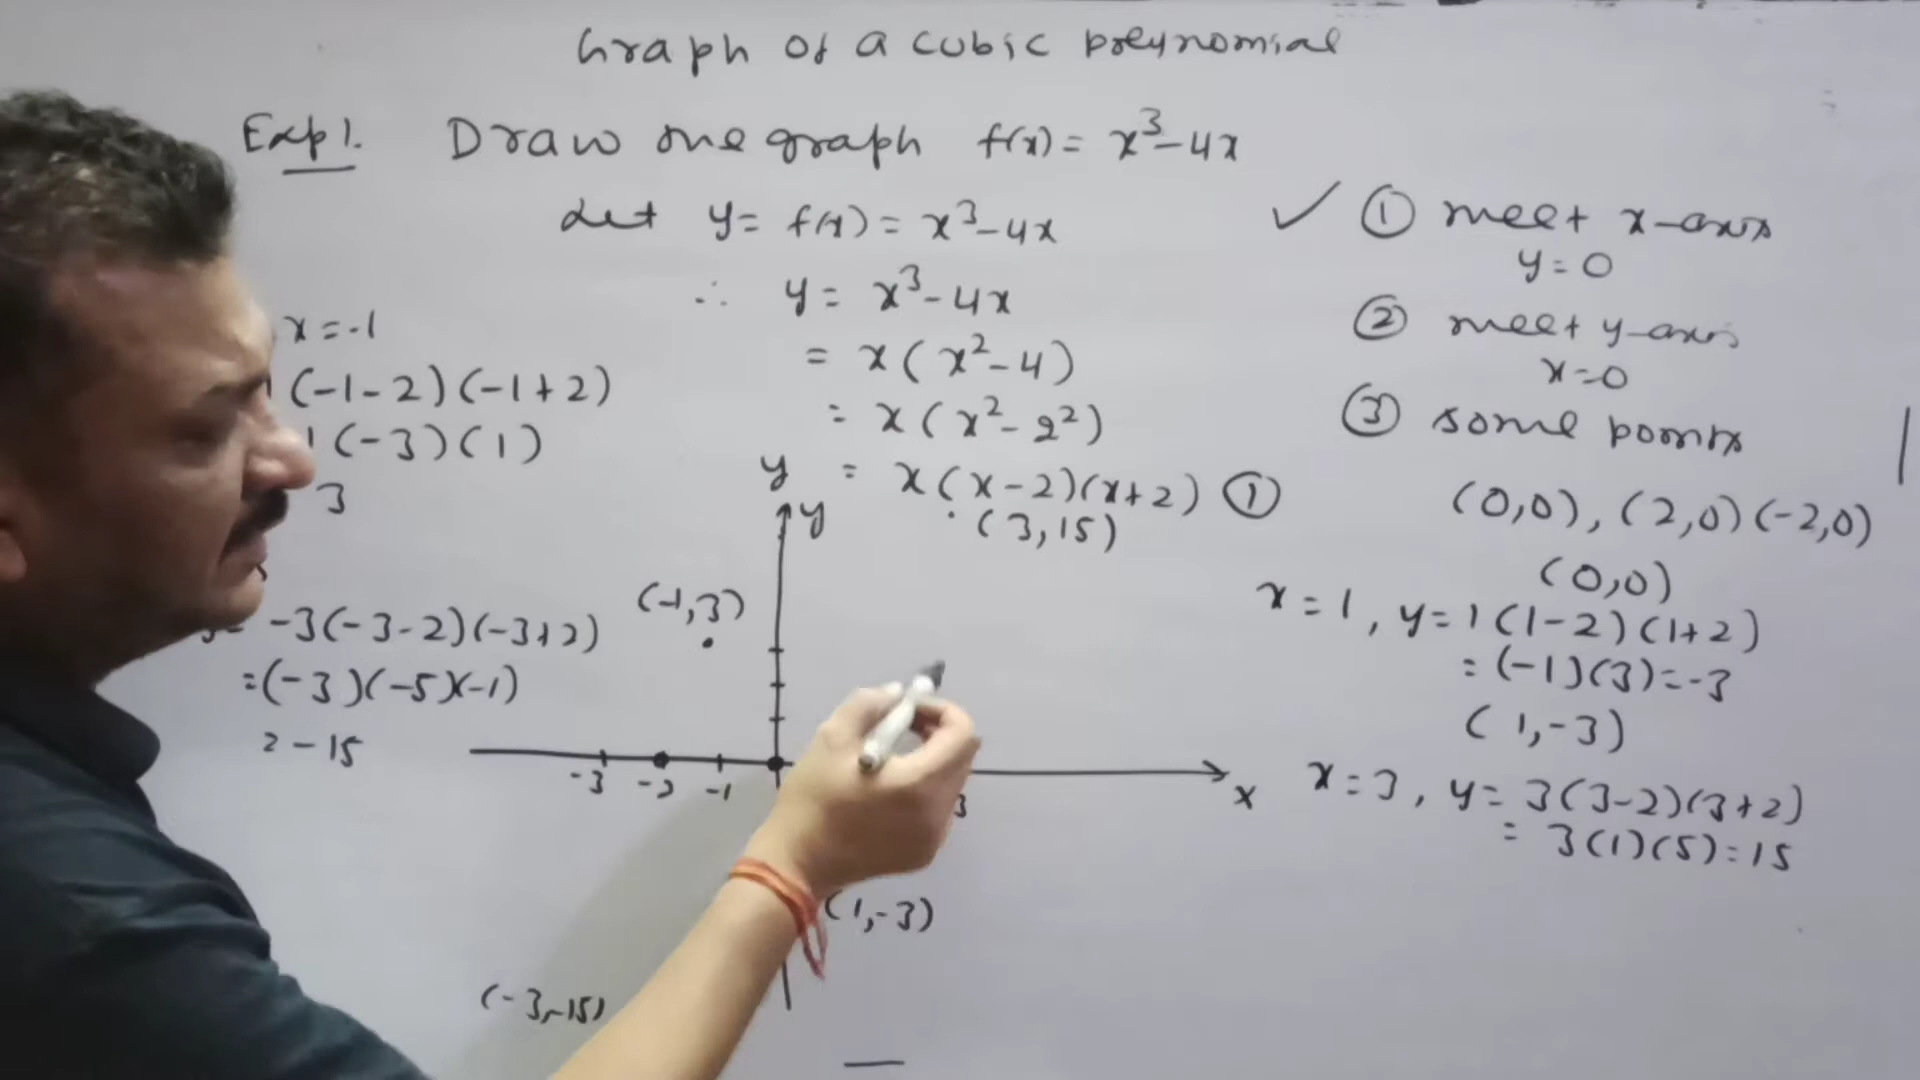 Graph of a cubic polynomial
Exp 1. Draw the graph f(x) = x³-4x
Let y = f(x) = x³-4x
∴ y = x³-4x
= x(x²-4)
= x(x²-2²)
y = x(x-2)(x+2) ①
✓ ① meet x-axis
y=0
② meet y-axis
x=0
③ some points
(0,0), (2,0) (-2,0)
(0,0)
x=1, y=1(1-2)(1+2)
=(-1)(3)=-3
(1,-3)
x=3, y=3(3-2)(3+2)
= 3(1)(5)=15
x=-1
(-1-2)(-1+2)
(-3)(1)
3
-3(-3-2)(-3+2)
=(-3)(-5)(-1)
= -15
y
(3,15)
(-1,3)
-3 -2 -1
3
x
(1,-3)
(-3,-15)